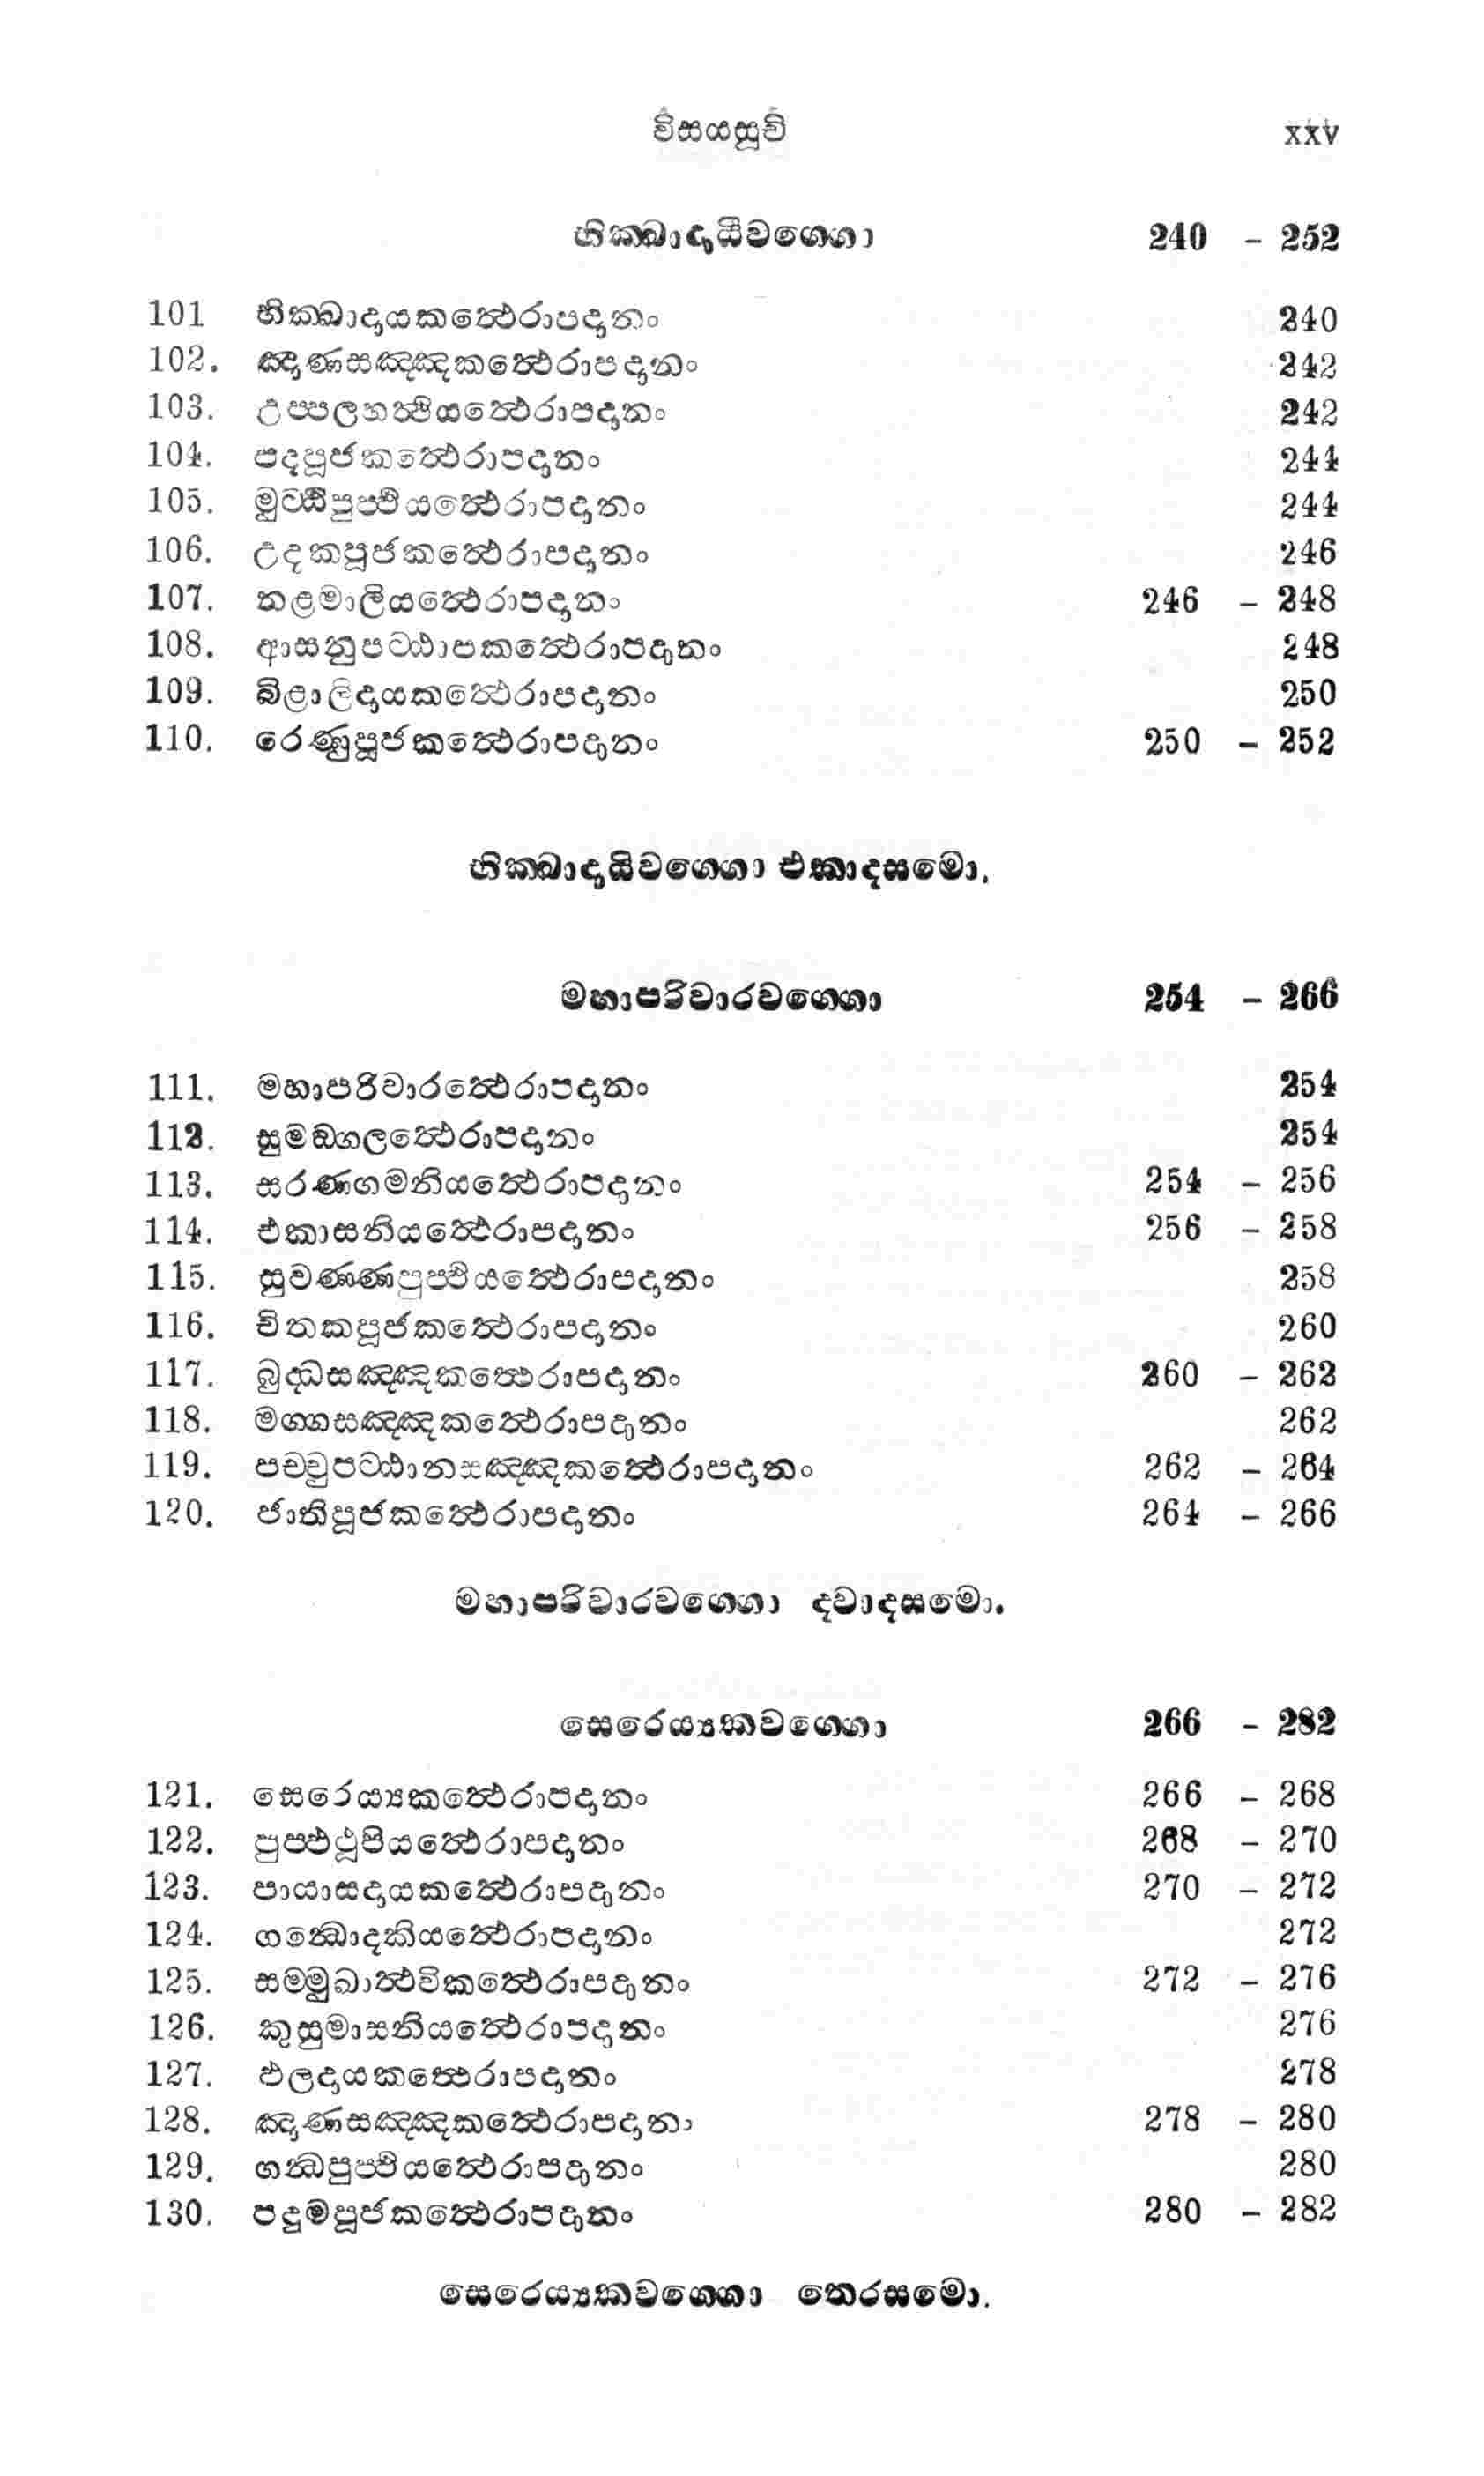 විසයසූචි xxv
භික්ඛාදායීවග්ගො 240 - 252
101 භික්ඛාදායකත්ථෙරාපදානං 240
102. ඤාණසඤ්ඤකත්ථෙරාපදානං 242
103. උප්පලහත්ථියත්ථෙරාපදානං 242
104. පදපූජකත්ථෙරාපදානං 244
105. මුට්ඨිපුප්ඵියත්ථෙරාපදානං 244
106. උදකපූජකත්ථෙරාපදානං 246
107. නළමාලියත්ථෙරාපදානං 246 - 248
108. ආසනුපට්ඨාපකත්ථෙරාපදානං 248
109. බිළාලිදායකත්ථෙරාපදානං 250
110. රෙණුපූජකත්ථෙරාපදානං 250 - 252
භික්ඛාදායිවග්ගො එකාදසමො.
මහාපරිවාරවග්ගො 254 - 266
111. මහාපරිවාරත්ථෙරාපදානං 254
112. සුමඞ්ගලත්ථෙරාපදානං 254
113. සරණගමනියත්ථෙරාපදානං 254 - 256
114. එකාසනියත්ථෙරාපදානං 256 - 258
115. සුවණ්ණපුප්ඵියත්ථෙරාපදානං 258
116. චිතකපූජකත්ථෙරාපදානං 260
117. බුද්ධසඤ්ඤකත්ථෙරාපදානං 260 - 262
118. මග්ගසඤ්ඤකත්ථෙරාපදානං 262
119. පච්චුපට්ඨානසඤ්ඤකත්ථෙරාපදානං 262 - 264
120. ජාතිපූජකත්ථෙරාපදානං 264 - 266
මහාපරිවාරවග්ගො ද්වාදසමො.
සෙරෙය්‍යකවග්ගො 266 - 282
121. සෙරෙය්‍යකත්ථෙරාපදානං 266 - 268
122. පුප්ඵථූපියත්ථෙරාපදානං 268 - 270
123. පායාසදායකත්ථෙරාපදානං 270 - 272
124. ගන්ධොදකියත්ථෙරාපදානං 272
125. සම්මුඛාත්ථවිකත්ථෙරාපදානං 272 - 276
126. කුසුමාසනියත්ථෙරාපදානං 276
127. ඵලදායකත්ථෙරාපදානං 278
128. ඤාණසඤ්ඤකත්ථෙරාපදානං 278 - 280
129. ගන්ධපුප්ඵියත්ථෙරාපදානං 280
130. පදුමපූජකත්ථෙරාපදානං 280 - 282
සෙරෙය්‍යකවග්ගො තෙරසමො.